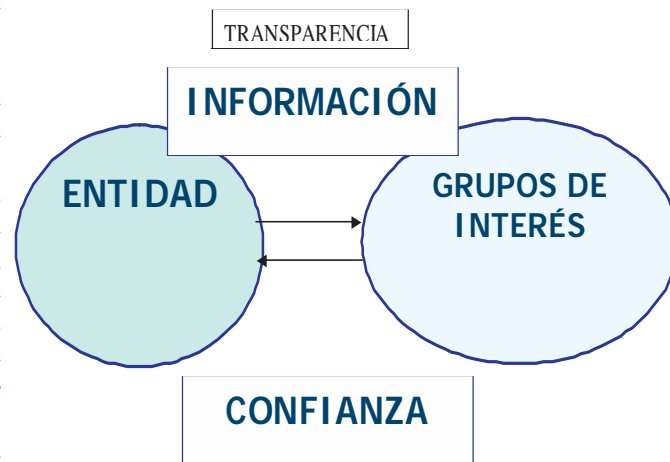 TRANSPARENCIA
INFORMACIÓN
ENTIDAD
GRUPOS DE
INTERÉS
CONFIANZA